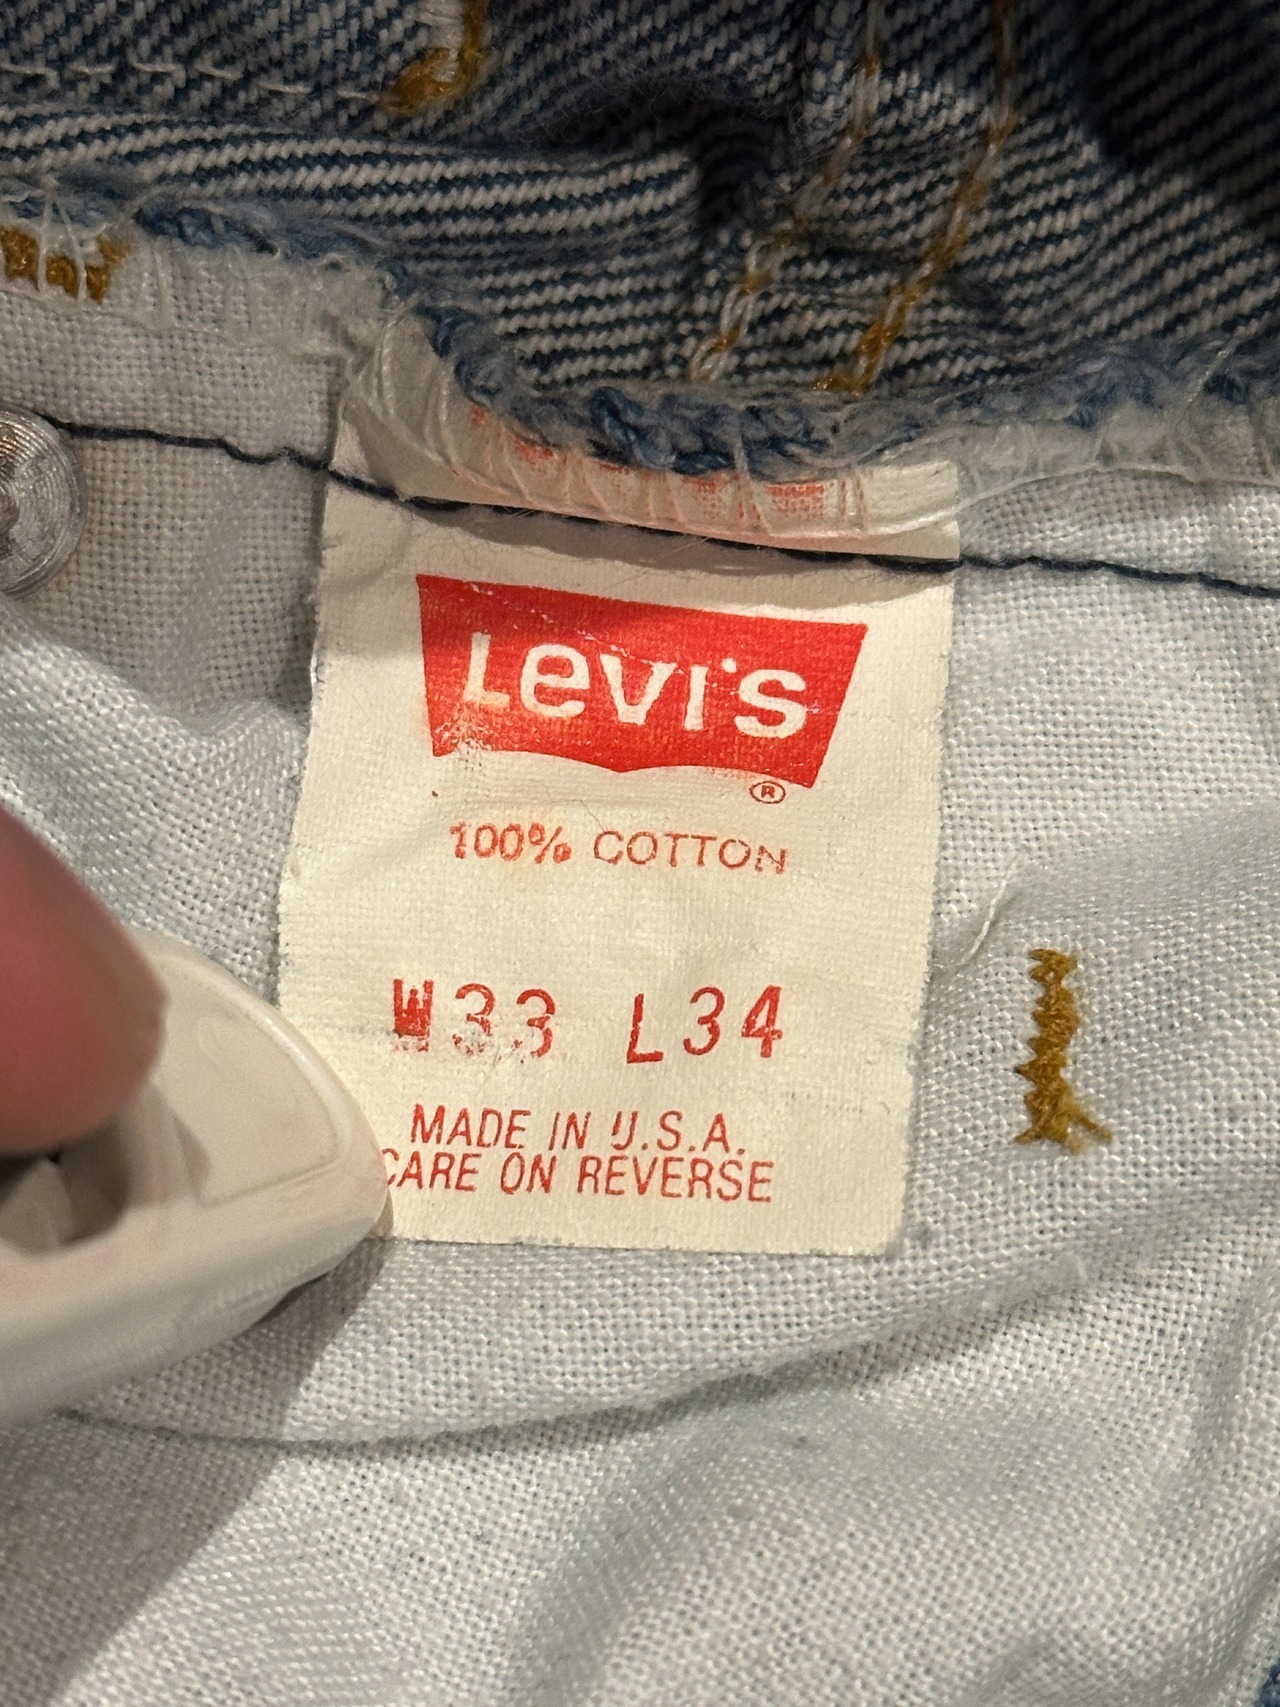 Levi's
®
100% COTTON
W33 L34
MADE IN U.S.A.
CARE ON REVERSE